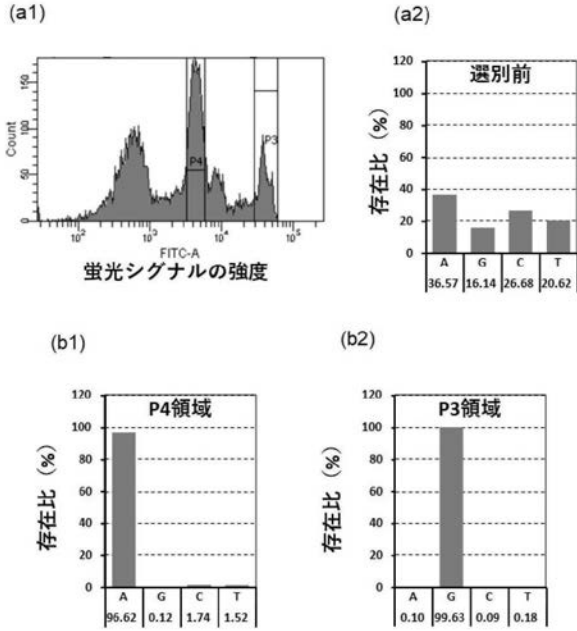 (a1)
150
100
50
0
Count
P4
P3
10²
10³
10⁴
10⁵
FITC-A
蛍光シグナルの強度
(a2)
選別前
存在比 (%)
120
100
80
60
40
20
0
A G C T
36.57 16.14 26.68 20.62
(b1)
P4領域
存在比 (%)
120
100
80
60
40
20
0
A G C T
96.62 0.12 1.74 1.52
(b2)
P3領域
存在比 (%)
120
100
80
60
40
20
0
A G C T
0.10 99.63 0.09 0.18